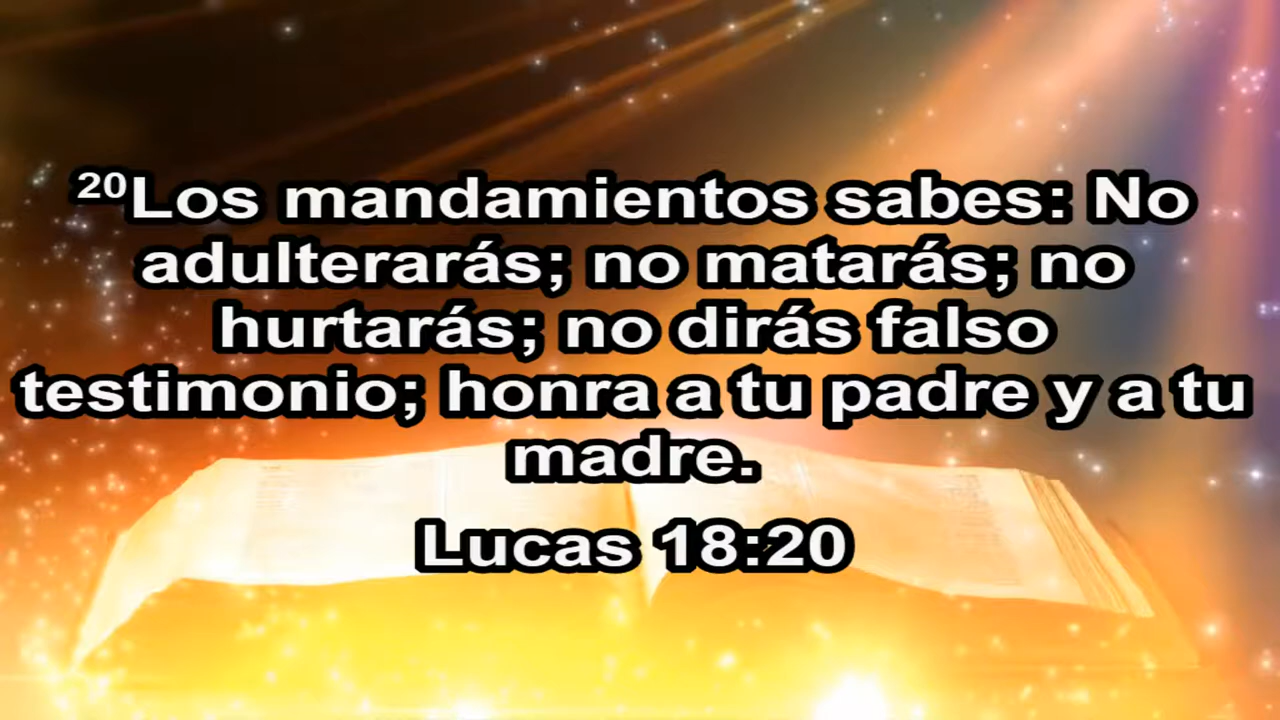 ²⁰Los mandamientos sabes: No
adulterarás; no matarás; no
hurtarás; no dirás falso
testimonio; honra a tu padre y a tu
madre.
Lucas 18:20